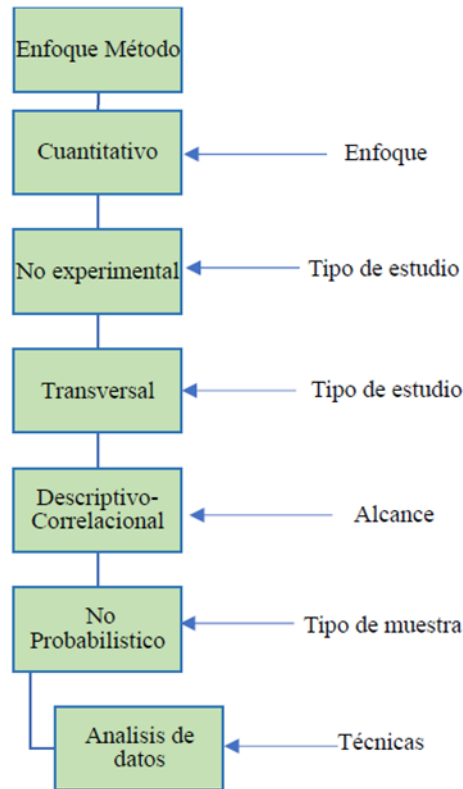 Enfoque Método
Cuantitativo
Enfoque
No experimental
Tipo de estudio
Transversal
Tipo de estudio
Descriptivo-
Correlacional
Alcance
No
Probabilistico
Tipo de muestra
Analisis de
datos
Técnicas